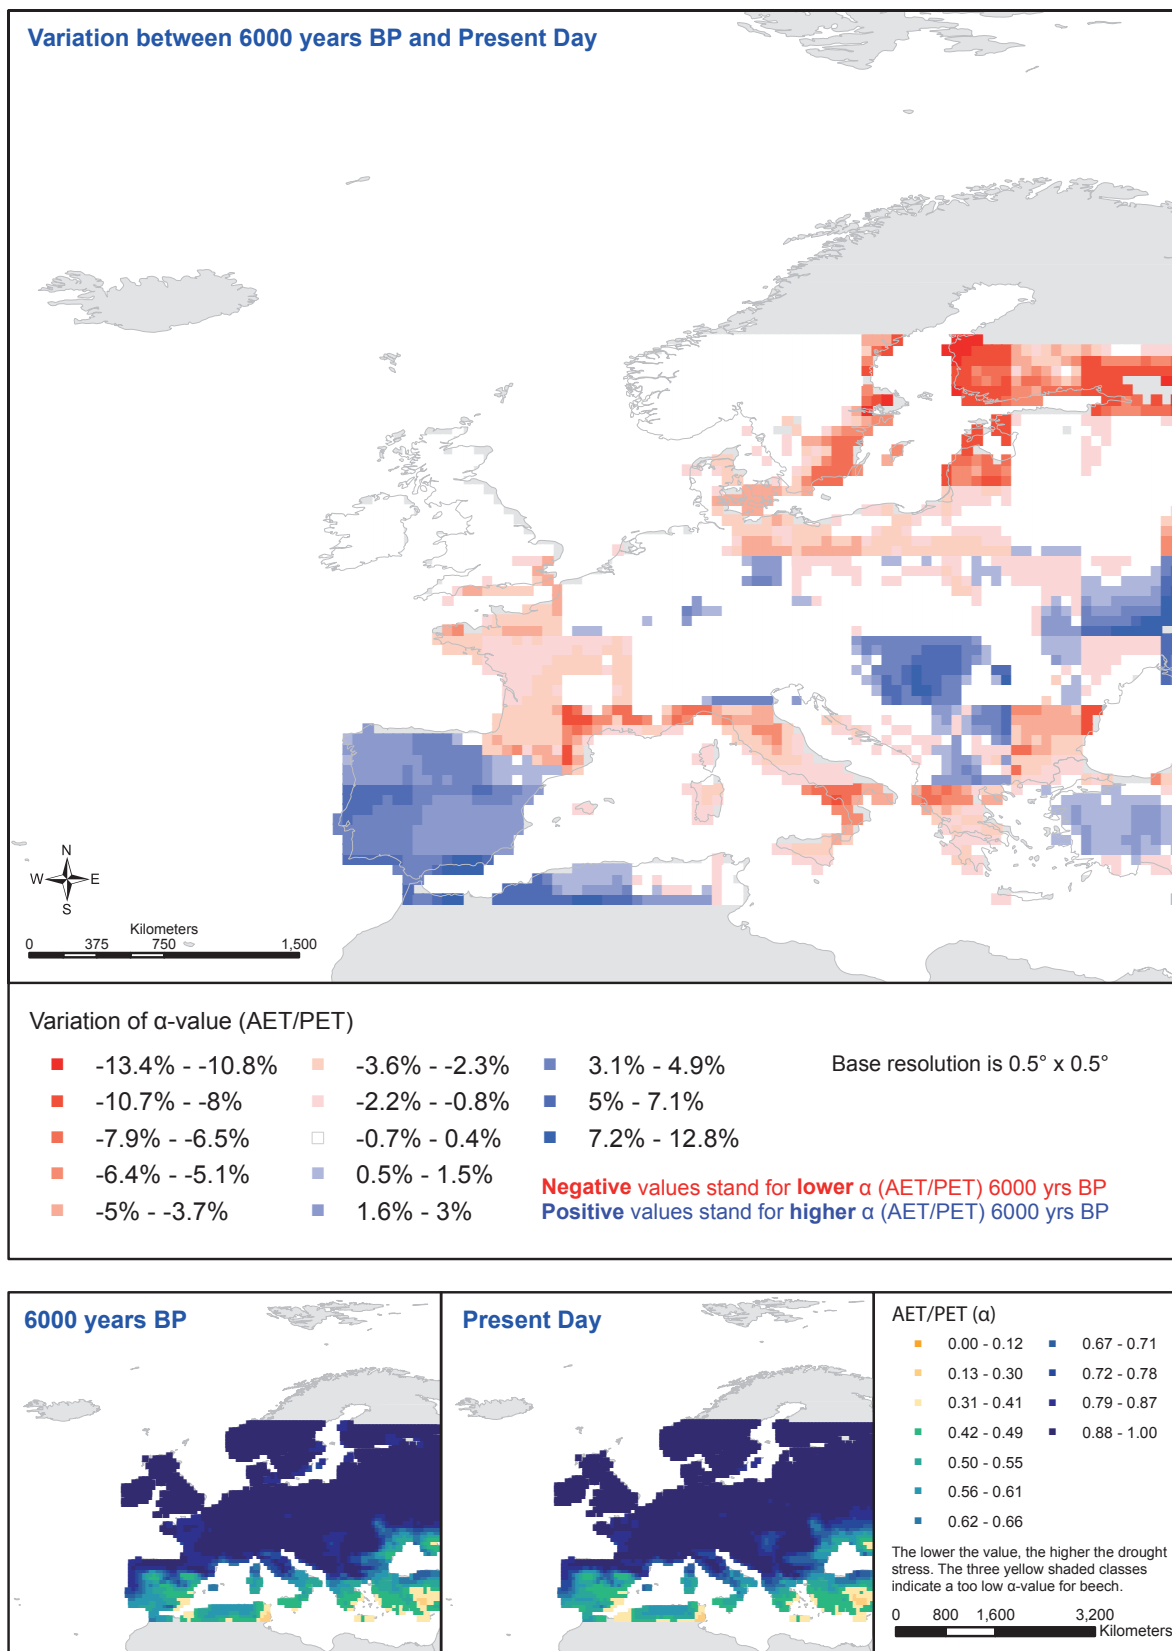 Variation between 6000 years BP and Present Day
N
W E
S
Kilometers
0 375 750 1,500
Variation of α-value (AET/PET)
-13.4% - -10.8%
-10.7% - -8%
-7.9% - -6.5%
-6.4% - -5.1%
-5% - -3.7%
-3.6% - -2.3%
-2.2% - -0.8%
-0.7% - 0.4%
0.5% - 1.5%
1.6% - 3%
3.1% - 4.9%
5% - 7.1%
7.2% - 12.8%
Base resolution is 0.5° x 0.5°
Negative values stand for lower α (AET/PET) 6000 yrs BP
Positive values stand for higher α (AET/PET) 6000 yrs BP
6000 years BP
Present Day
AET/PET (α)
0.00 - 0.12
0.13 - 0.30
0.31 - 0.41
0.42 - 0.49
0.50 - 0.55
0.56 - 0.61
0.62 - 0.66
0.67 - 0.71
0.72 - 0.78
0.79 - 0.87
0.88 - 1.00
The lower the value, the higher the drought
stress. The three yellow shaded classes
indicate a too low α-value for beech.
0 800 1,600 3,200
Kilometers